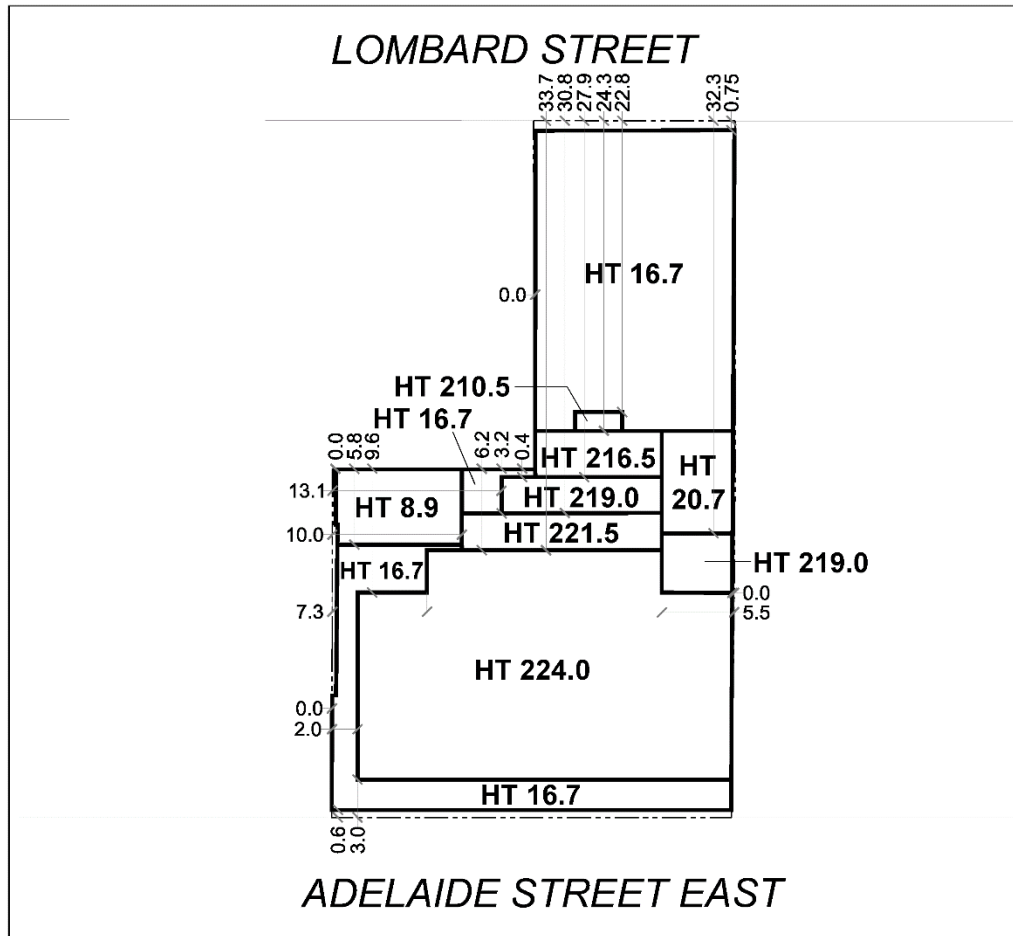 LOMBARD STREET
33.7
30.8
27.9
24.3
22.8
32.3
0.75
HT 16.7
0.0
HT 210.5
HT 16.7
0.0
5.8
9.6
6.2
3.2
0.4
HT 216.5
HT
20.7
13.1
HT 8.9
HT 219.0
10.0
HT 221.5
HT 16.7
HT 219.0
0.0
7.3
5.5
HT 224.0
0.0
2.0
HT 16.7
0.6
3.0
ADELAIDE STREET EAST